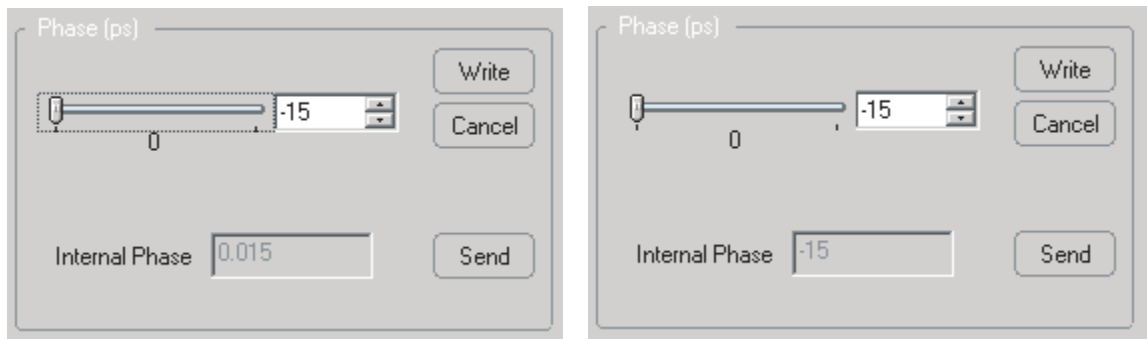 Phase (ps)
Write
-15
Cancel
0
Internal Phase 0.015 Send
Phase (ps)
Write
-15
Cancel
0
Internal Phase -15 Send